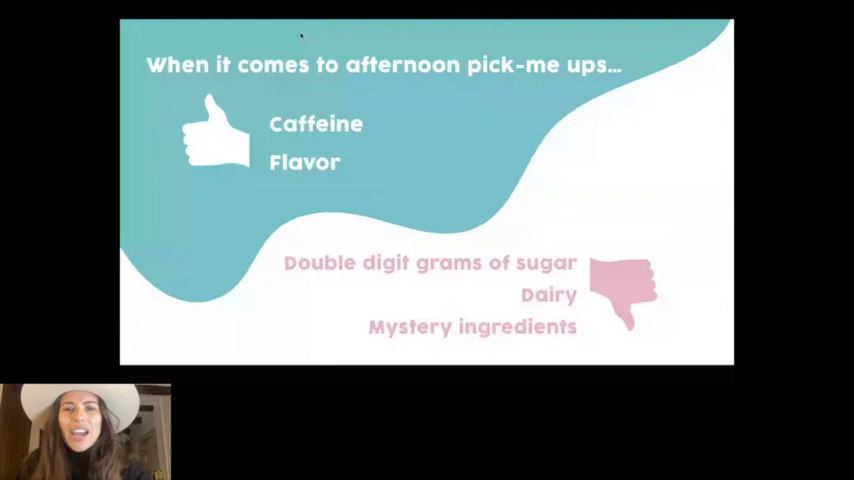 When it comes to afternoon pick-me ups...
Caffeine
Flavor
Double digit grams of sugar
Dairy
Mystery ingredients